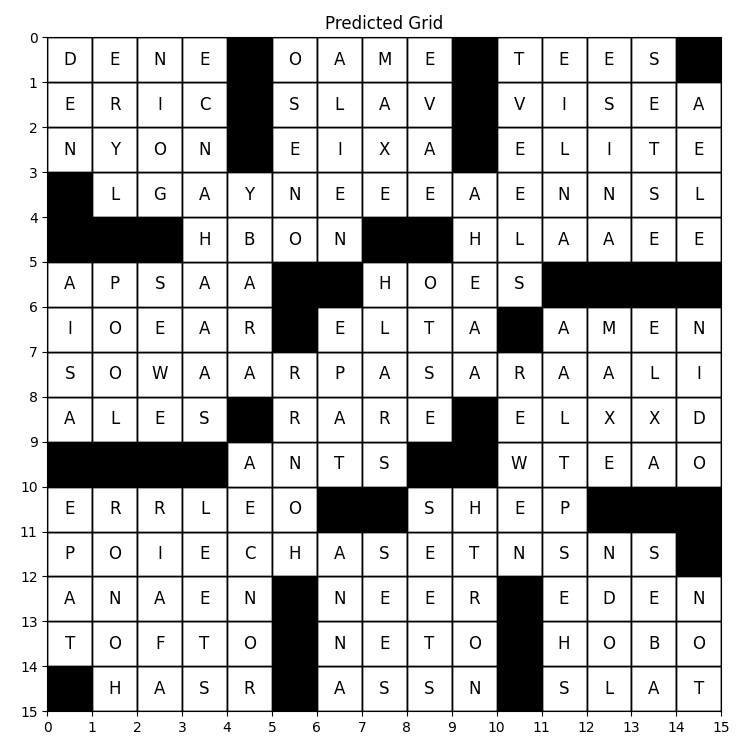 Predicted Grid
0 D E N E O A M E T E E S
1 E R I C S L A V V I S E A
2 N Y O N E I X A E L I T E
3 L G A Y N E E E A E N N S L
4 H B O N H L A A E E
5 A P S A A H O E S
6 I O E A R E L T A A M E N
7 S O W A A R P A S A R A A L I
8 A L E S R A R E E L X X D
9 A N T S W T E A O
10 E R R L E O S H E P
11 P O I E C H A S E T N S N S
12 A N A E N N E E R E D E N
13 T O F T O N E T O H O B O
14 H A S R A S S N S L A T
15
0 1 2 3 4 5 6 7 8 9 10 11 12 13 14 15